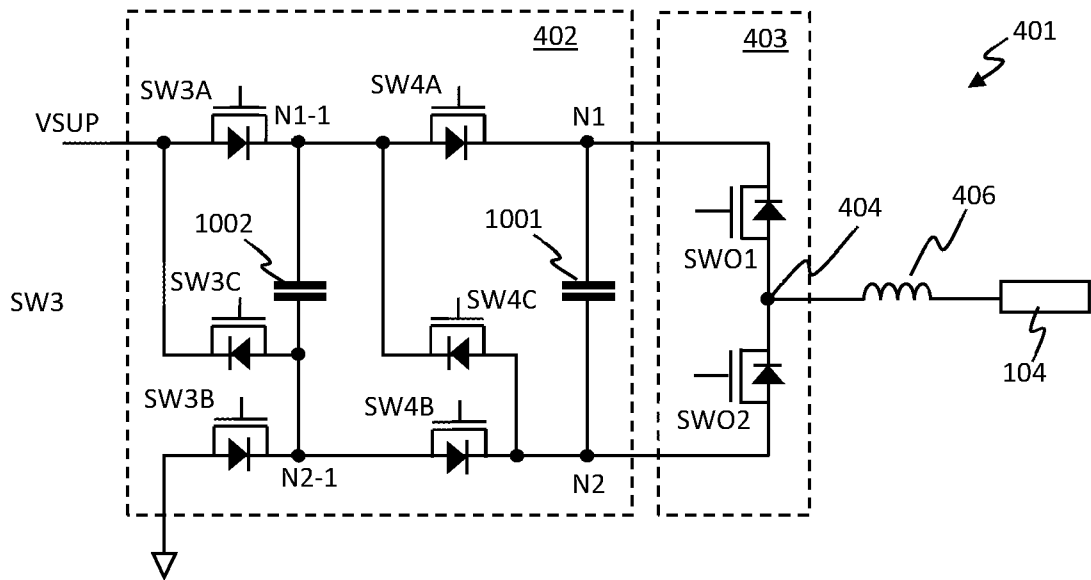 402
403
401
SW3A
SW4A
VSUP
N1-1
N1
404
406
1002
1001
SWO1
SW3
SW3C
SW4C
104
SW3B
SW4B
SWO2
N2-1
N2